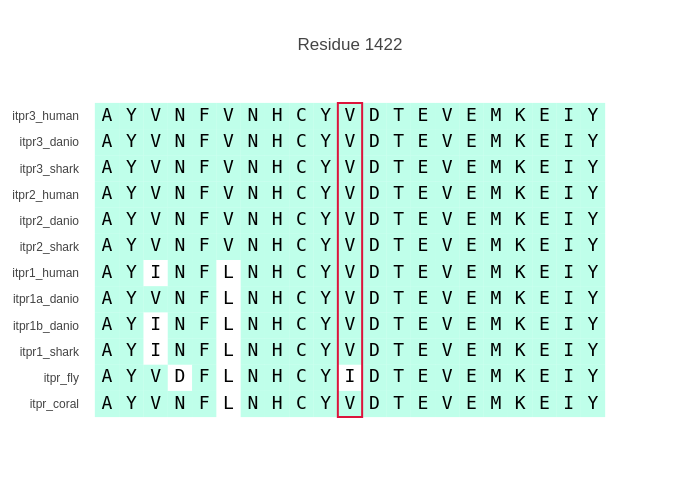 Residue 1422
itpr3_human A Y V N F V N H C Y V D T E V E M K E I Y
itpr3_danio A Y V N F V N H C Y V D T E V E M K E I Y
itpr3_shark A Y V N F V N H C Y V D T E V E M K E I Y
itpr2_human A Y V N F V N H C Y V D T E V E M K E I Y
itpr2_danio A Y V N F V N H C Y V D T E V E M K E I Y
itpr2_shark A Y V N F V N H C Y V D T E V E M K E I Y
itpr1_human A Y I N F L N H C Y V D T E V E M K E I Y
itpr1a_danio A Y V N F L N H C Y V D T E V E M K E I Y
itpr1b_danio A Y I N F L N H C Y V D T E V E M K E I Y
itpr1_shark A Y I N F L N H C Y V D T E V E M K E I Y
itpr_fly A Y V D F L N H C Y I D T E V E M K E I Y
itpr_coral A Y V N F L N H C Y V D T E V E M K E I Y